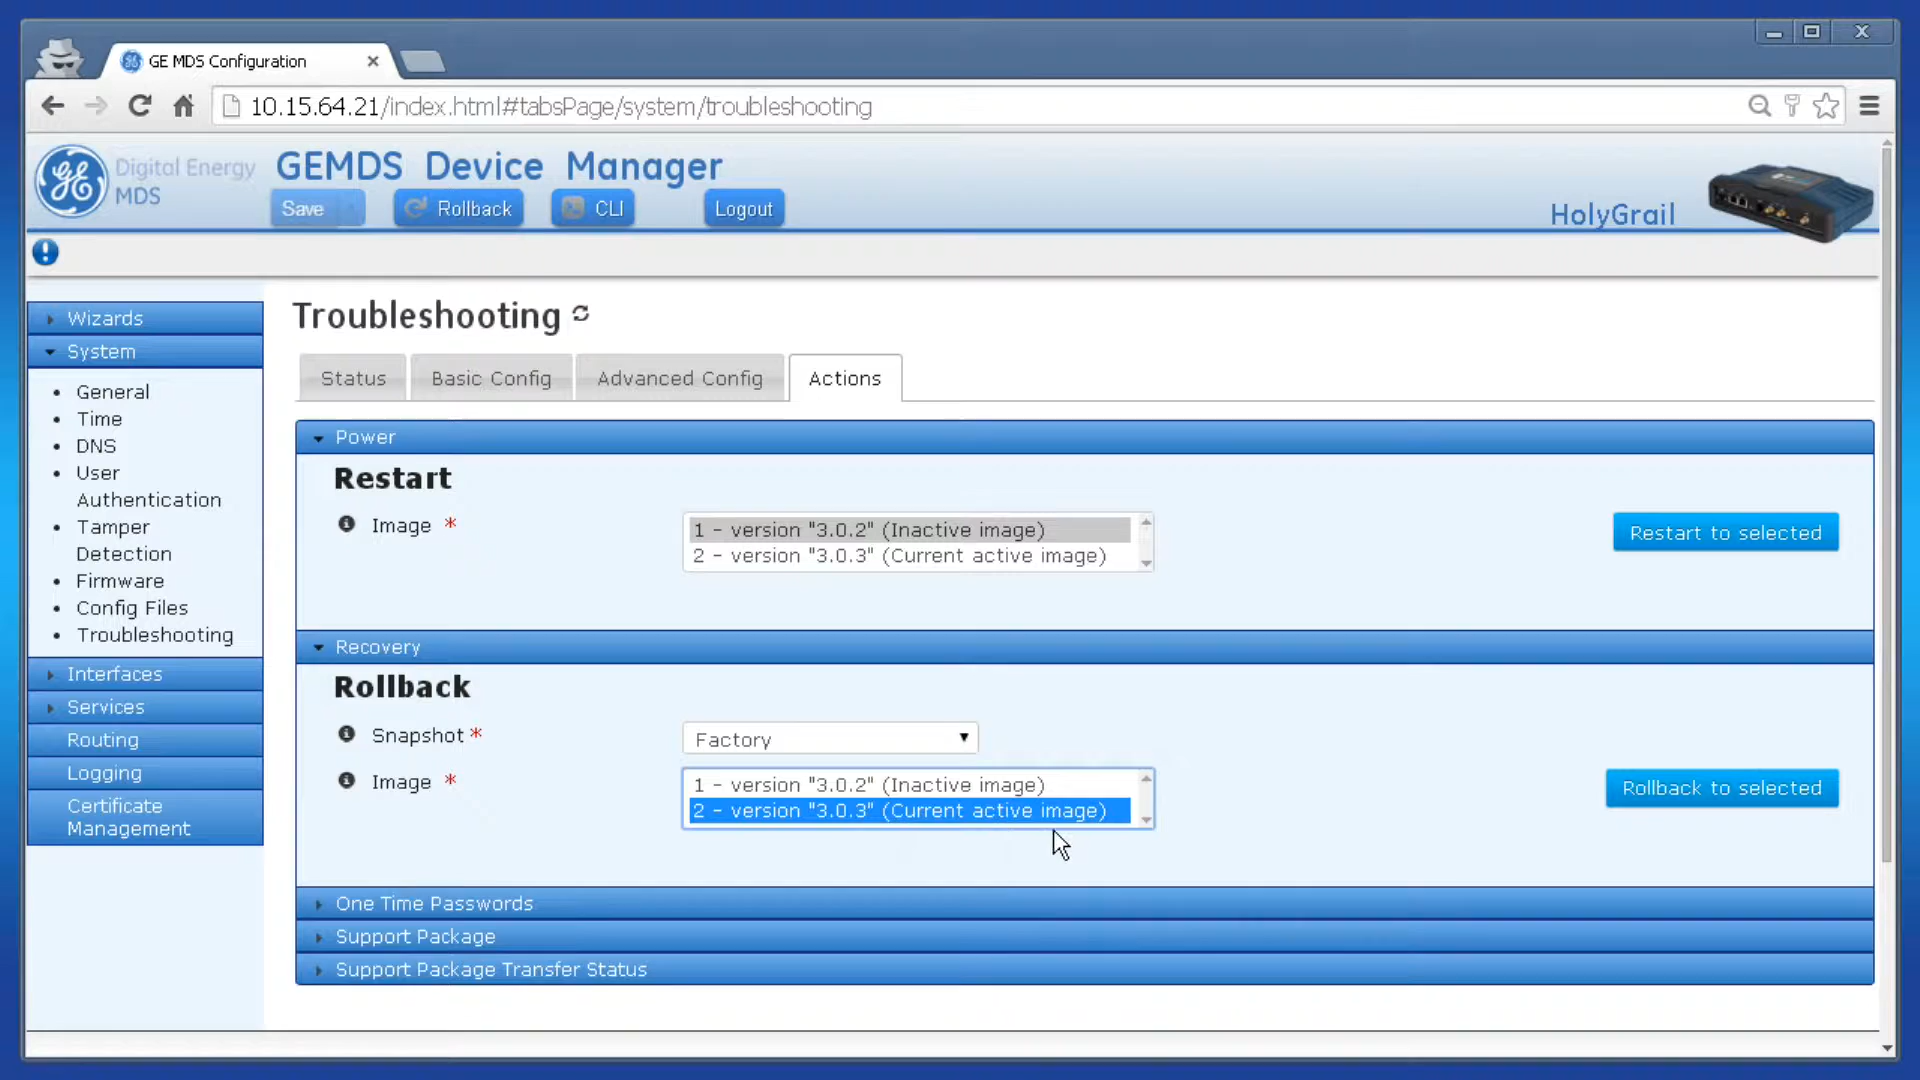 GE MDS Configuration
10.15.64.21/index.html#tabsPage/system/troubleshooting
Digital Energy
MDS
GEMDS Device Manager
Save
Rollback
CLI
Logout
HolyGrail
Wizards
System
General
Time
DNS
User
Authentication
Tamper
Detection
Firmware
Config Files
Troubleshooting
Interfaces
Services
Routing
Logging
Certificate
Management
Troubleshooting
Status
Basic Config
Advanced Config
Actions
Power
Restart
Image *
1 - version "3.0.2" (Inactive image)
2 - version "3.0.3" (Current active image)
Restart to selected
Recovery
Rollback
Snapshot *
Factory
Image *
1 - version "3.0.2" (Inactive image)
2 - version "3.0.3" (Current active image)
Rollback to selected
One Time Passwords
Support Package
Support Package Transfer Status